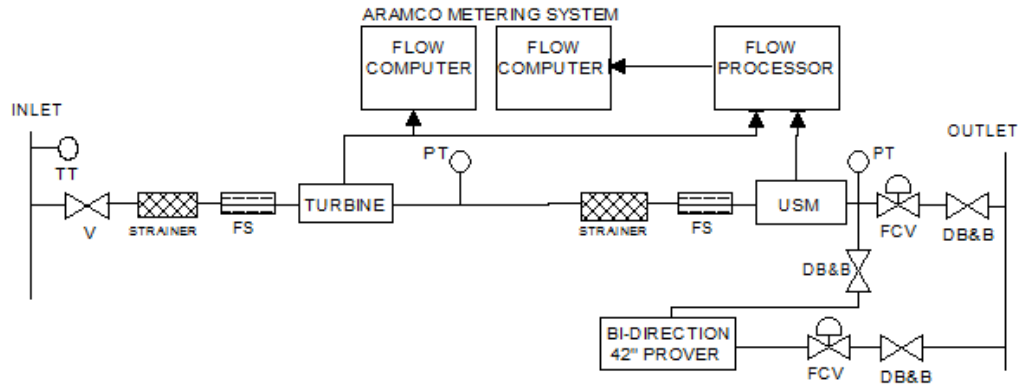 ARAMCO METERING SYSTEM
FLOW
COMPUTER
FLOW
COMPUTER
FLOW
PROCESSOR
INLET
OUTLET
TT
PT
PT
V
STRAINER
FS
TURBINE
STRAINER
FS
USM
FCV
DB&B
DB&B
BI-DIRECTION
42" PROVER
FCV
DB&B